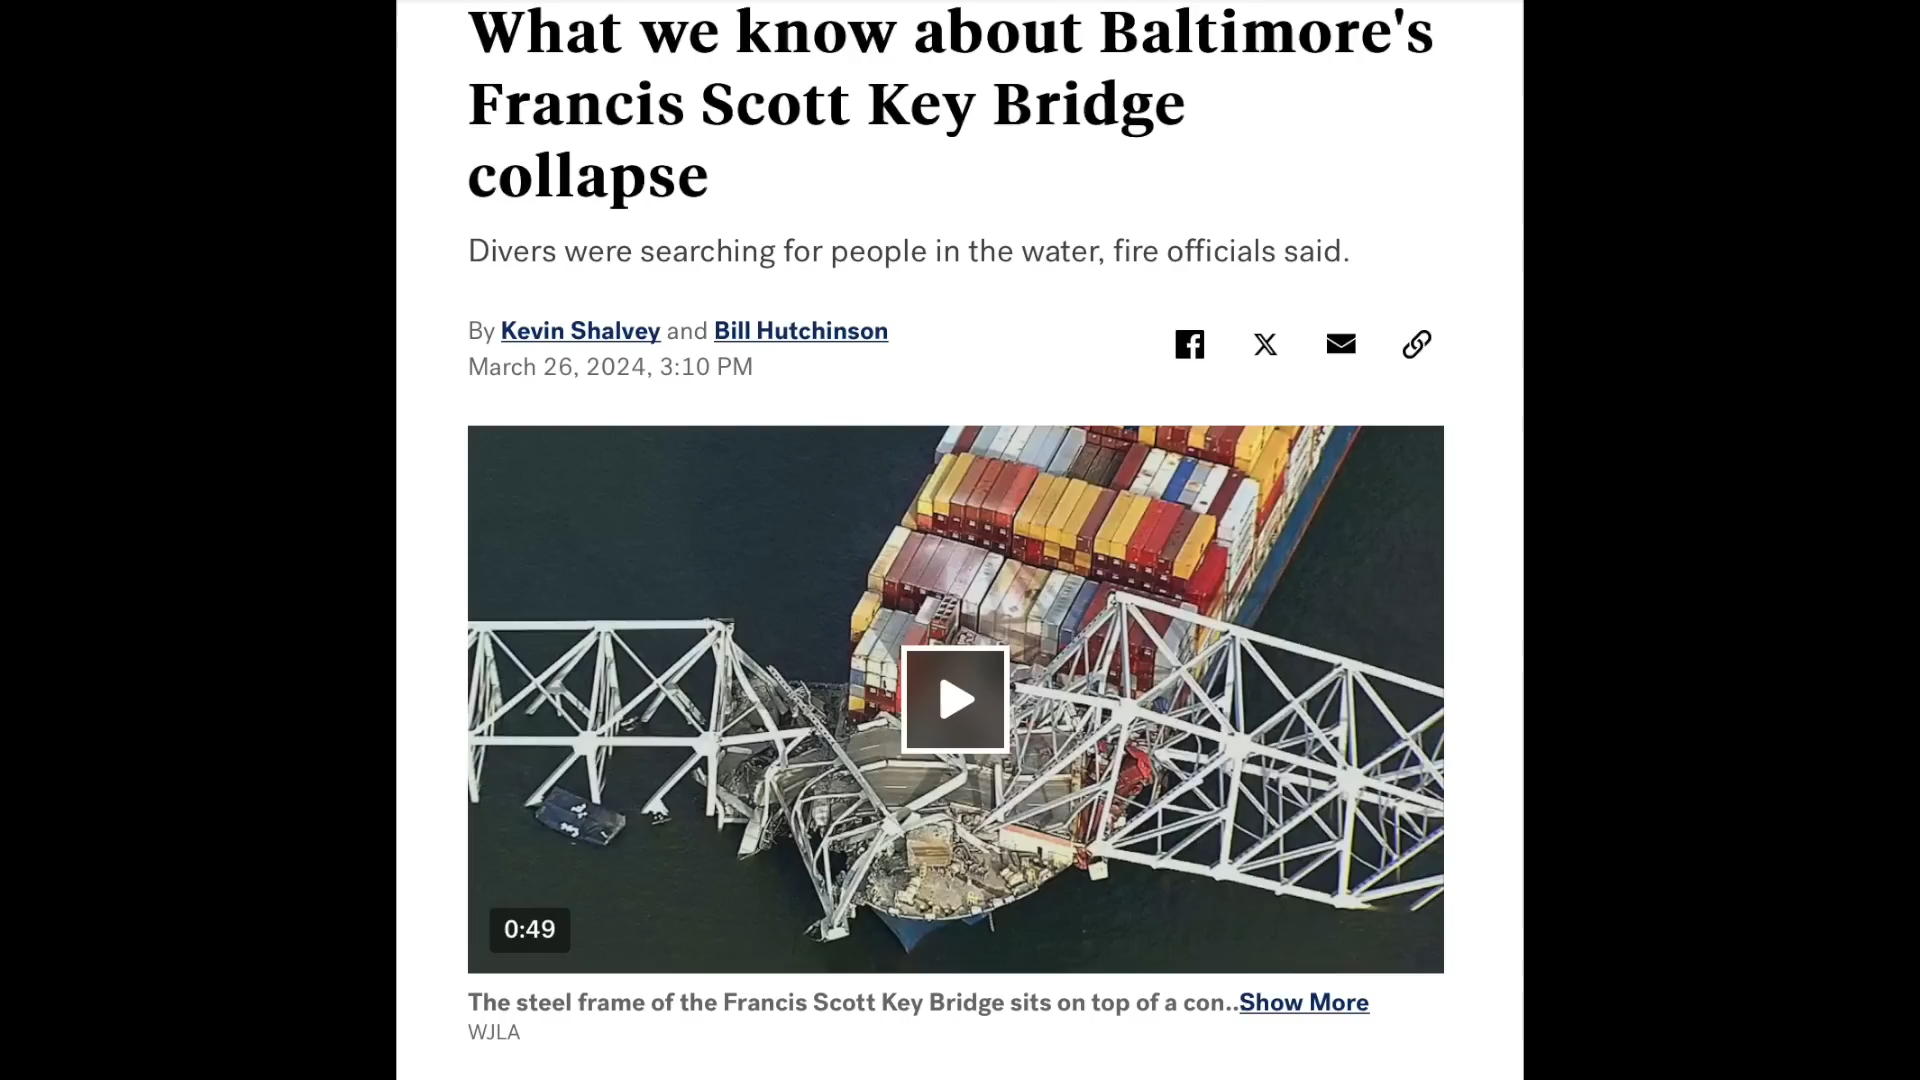 What we know about Baltimore's
Francis Scott Key Bridge
collapse
Divers were searching for people in the water, fire officials said.
By Kevin Shalvey and Bill Hutchinson
March 26, 2024, 3:10 PM
0:49
The steel frame of the Francis Scott Key Bridge sits on top of a con..Show More
WJLA